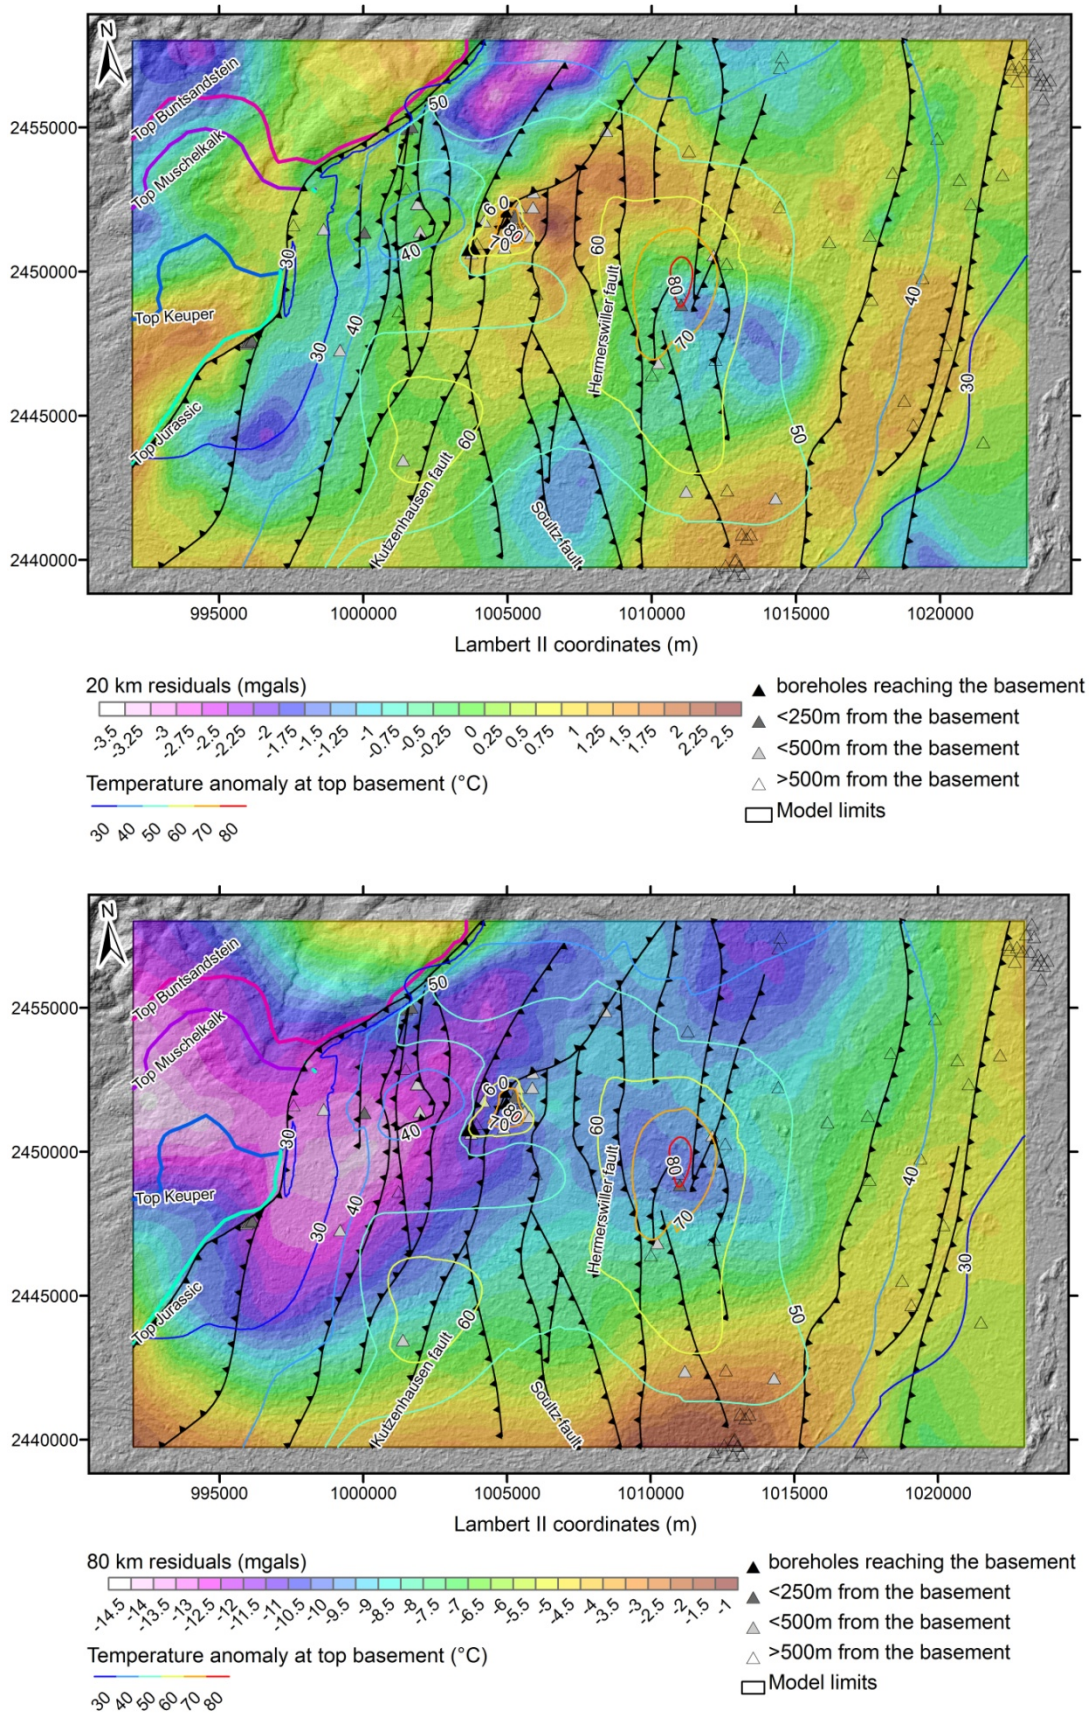 N
2455000
2450000
2445000
2440000
Top Buntsandstein
Top Muschelkalk
Top Keuper
Top Jurassic
50
60
70
80
40
30
40
30
60
80
70
60
50
40
30
Hermerswiller fault
Kutzenhausen fault
Soultz fault
995000 1000000 1005000 1010000 1015000 1020000
Lambert II coordinates (m)
20 km residuals (mgals)
-3.5 -3.25 -3 -2.75 -2.5 -2.25 -2 -1.75 -1.5 -1.25 -1 -0.75 -0.5 -0.25 0 0.25 0.5 0.75 1 1.25 1.5 1.75 2 2.25 2.5
Temperature anomaly at top basement (°C)
30 40 50 60 70 80
boreholes reaching the basement
<250m from the basement
<500m from the basement
>500m from the basement
Model limits
N
2455000
2450000
2445000
2440000
Top Buntsandstein
Top Muschelkalk
Top Keuper
Top Jurassic
50
60
70
80
40
30
40
30
60
80
70
60
50
40
30
Hermerswiller fault
Kutzenhausen fault
Soultz fault
995000 1000000 1005000 1010000 1015000 1020000
Lambert II coordinates (m)
80 km residuals (mgals)
-14.5 -14 -13.5 -13 -12.5 -12 -11.5 -11 -10.5 -10 -9.5 -9 -8.5 -8 -7.5 -7 -6.5 -6 -5.5 -5 -4.5 -4 -3.5 -3 -2.5 -2 -1.5 -1
Temperature anomaly at top basement (°C)
30 40 50 60 70 80
boreholes reaching the basement
<250m from the basement
<500m from the basement
>500m from the basement
Model limits